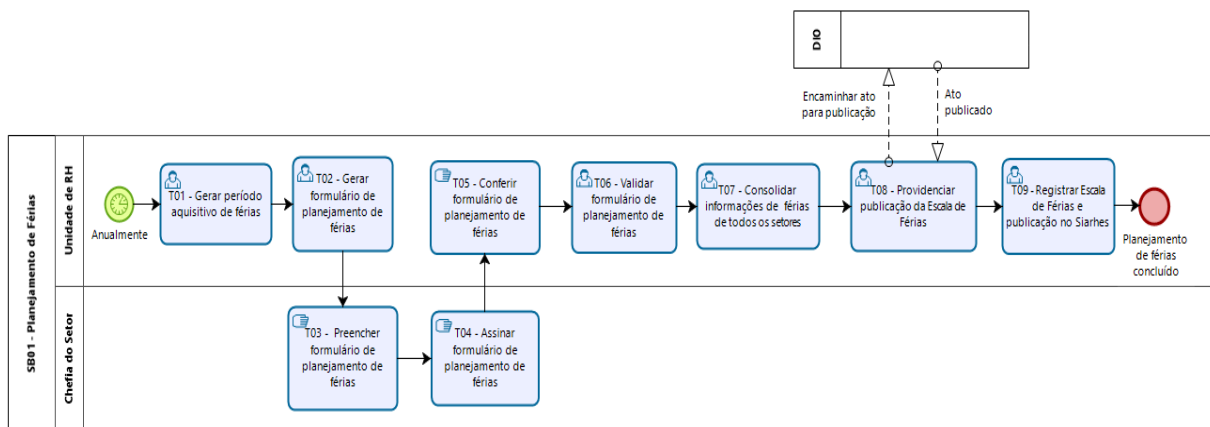 DIO
Encaminhar ato
para publicação
Ato
publicado
SB01 - Planejamento de Férias
Unidade de RH
Anualmente
T01 - Gerar período
aquisitivo de férias
T02 - Gerar
formulário de
planejamento de
férias
T05 - Conferir
formulário de
planejamento de
férias
T06 - Validar
formulário de
planejamento de
férias
T07 - Consolidar
informações de férias
de todos os setores
T08 - Providenciar
publicação da Escala de
Férias
T09 - Registrar Escala
de Férias e
publicação no Siarhes
Planejamento
de férias
concluído
Chefia do Setor
T03 - Preencher
formulário de
planejamento de
férias
T04 - Assinar
formulário de
planejamento de
férias